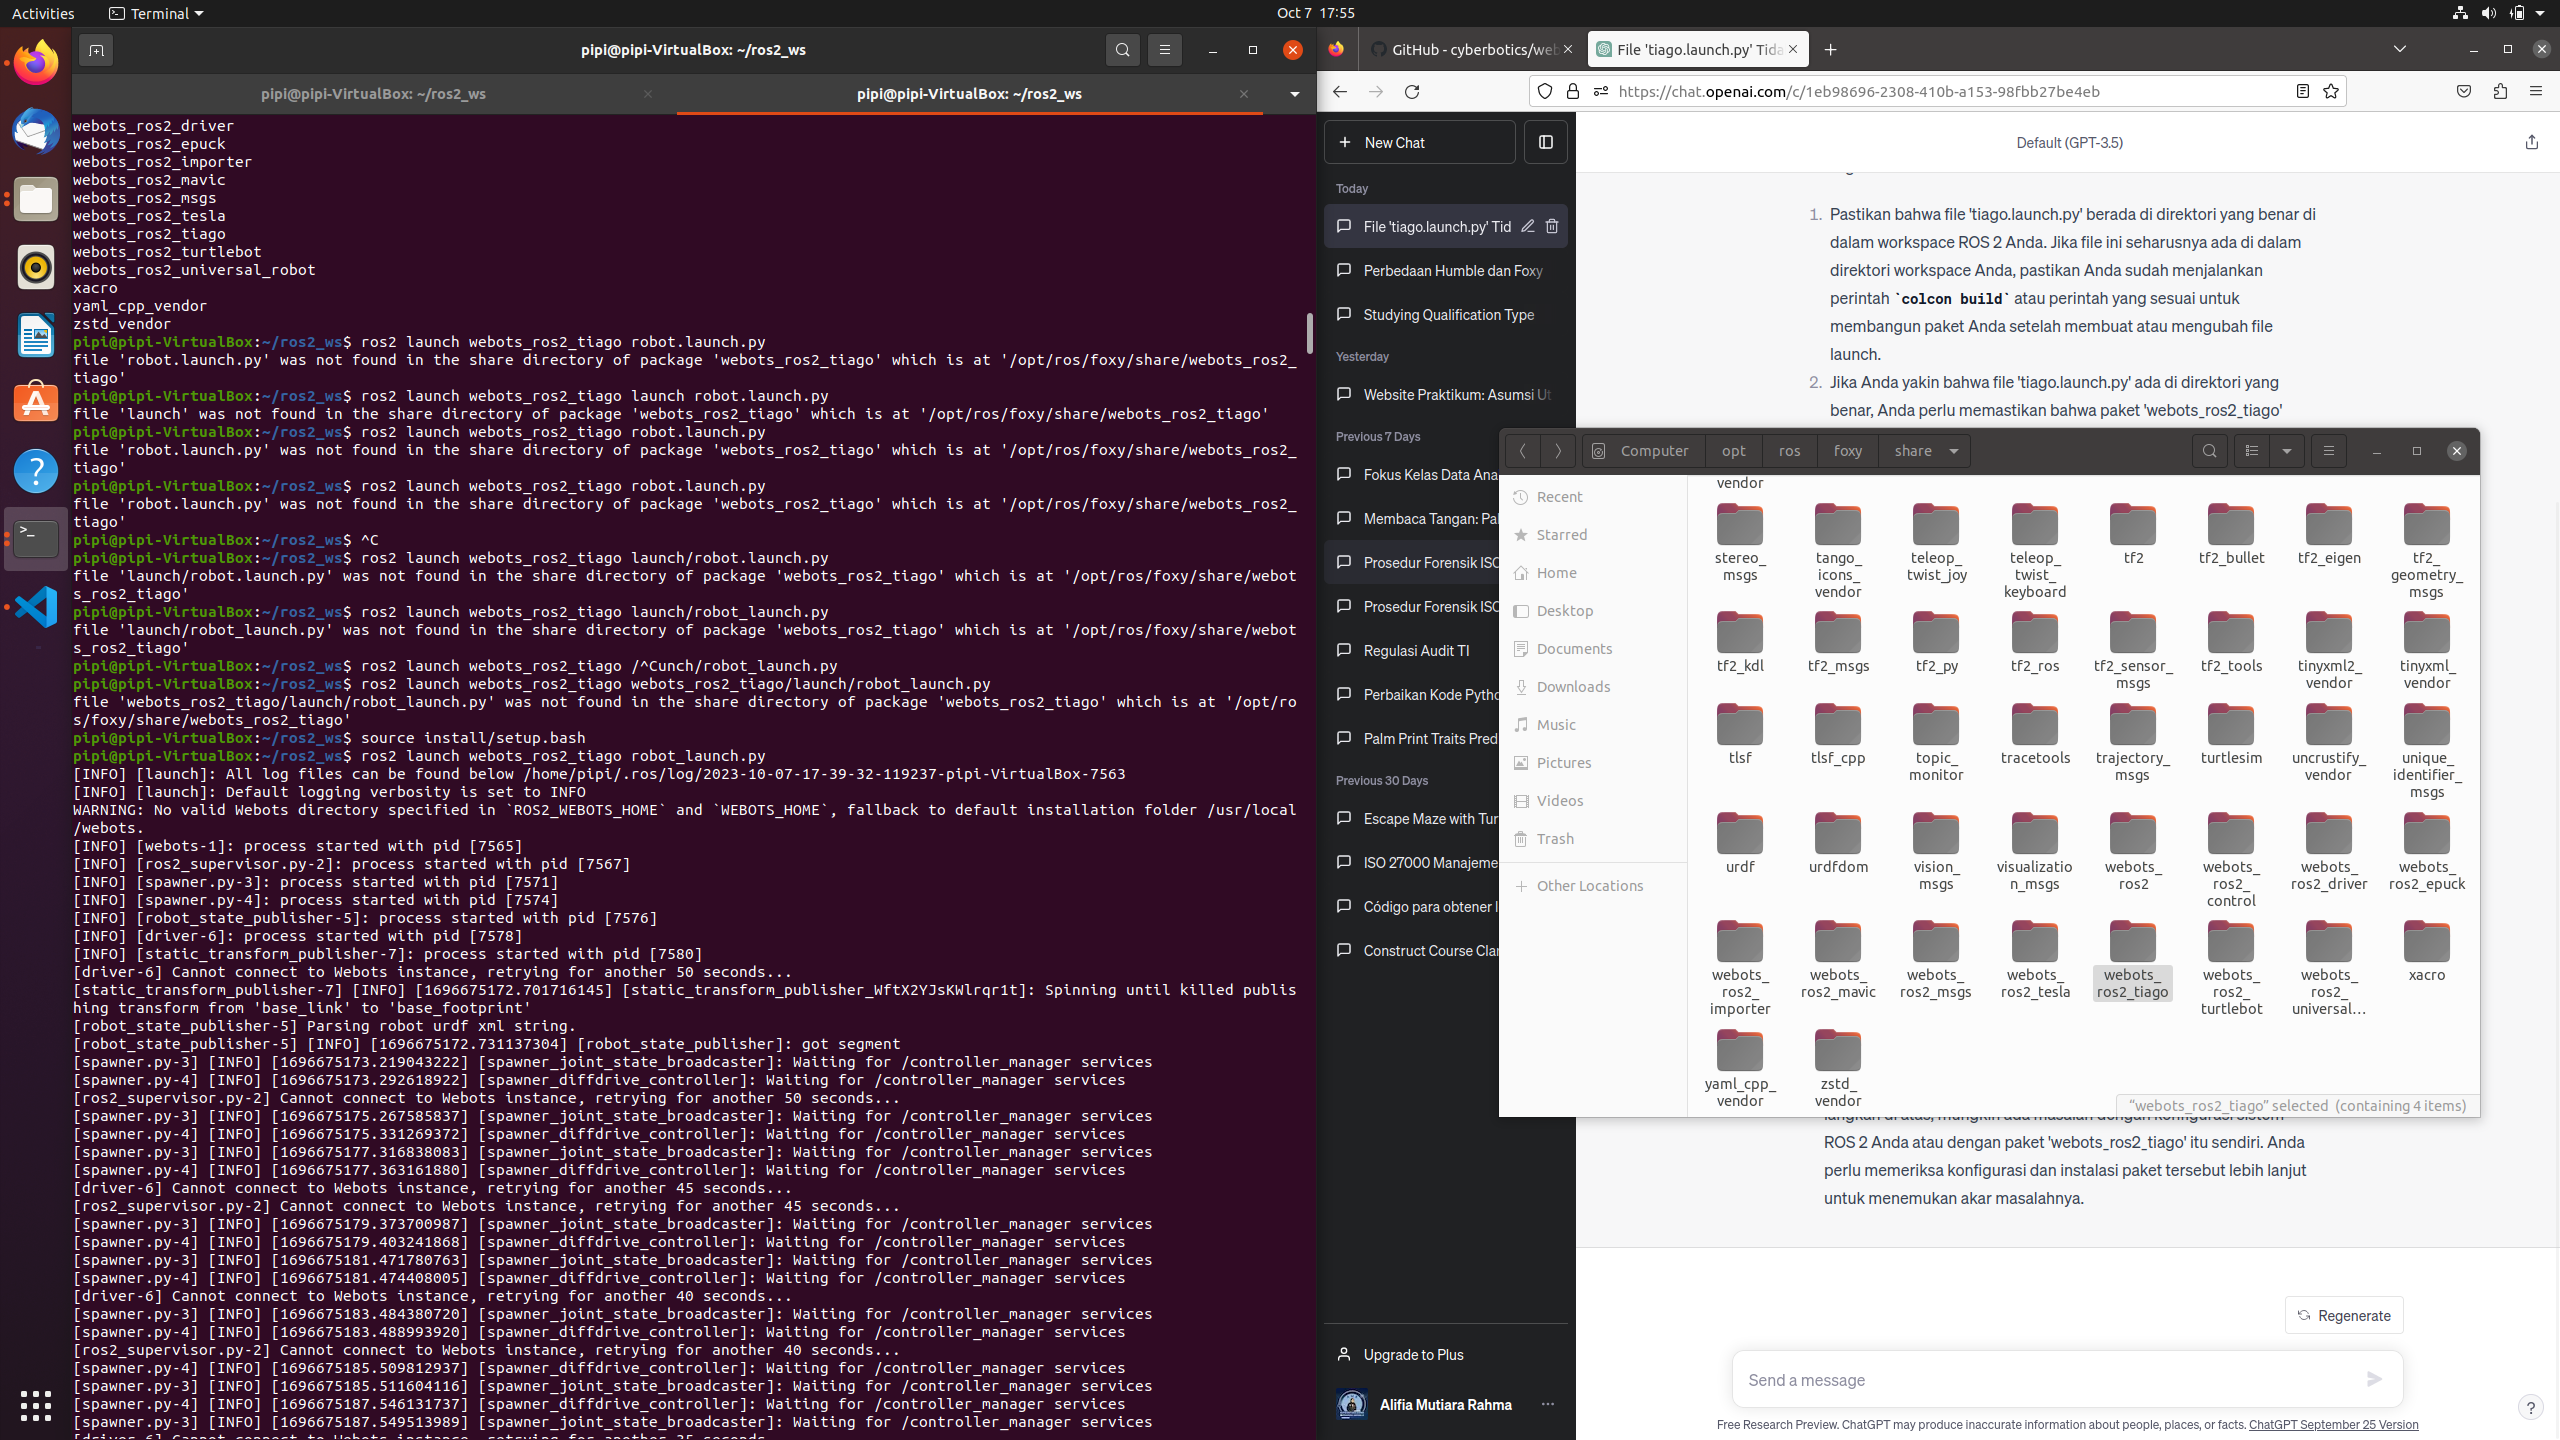 Activities
Terminal
Oct 7 17:55
pipi@pipi-VirtualBox: ~/ros2_ws
pipi@pipi-VirtualBox: ~/ros2_ws
pipi@pipi-VirtualBox: ~/ros2_ws
webots_ros2_driver
webots_ros2_epuck
webots_ros2_importer
webots_ros2_mavic
webots_ros2_msgs
webots_ros2_tesla
webots_ros2_tiago
webots_ros2_turtlebot
webots_ros2_universal_robot
xacro
yaml_cpp_vendor
zstd_vendor
pipi@pipi-VirtualBox:~/ros2_ws$ ros2 launch webots_ros2_tiago robot.launch.py
file 'robot.launch.py' was not found in the share directory of package 'webots_ros2_tiago' which is at '/opt/ros/foxy/share/webots_ros2_
tiago'
pipi@pipi-VirtualBox:~/ros2_ws$ ros2 launch webots_ros2_tiago launch robot.launch.py
file 'launch' was not found in the share directory of package 'webots_ros2_tiago' which is at '/opt/ros/foxy/share/webots_ros2_tiago'
pipi@pipi-VirtualBox:~/ros2_ws$ ros2 launch webots_ros2_tiago robot.launch.py
file 'robot.launch.py' was not found in the share directory of package 'webots_ros2_tiago' which is at '/opt/ros/foxy/share/webots_ros2_
tiago'
pipi@pipi-VirtualBox:~/ros2_ws$ ros2 launch webots_ros2_tiago robot.launch.py
file 'robot.launch.py' was not found in the share directory of package 'webots_ros2_tiago' which is at '/opt/ros/foxy/share/webots_ros2_
tiago'
pipi@pipi-VirtualBox:~/ros2_ws$ ^C
pipi@pipi-VirtualBox:~/ros2_ws$ ros2 launch webots_ros2_tiago launch/robot.launch.py
file 'launch/robot.launch.py' was not found in the share directory of package 'webots_ros2_tiago' which is at '/opt/ros/foxy/share/webot
s_ros2_tiago'
pipi@pipi-VirtualBox:~/ros2_ws$ ros2 launch webots_ros2_tiago launch/robot_launch.py
file 'launch/robot_launch.py' was not found in the share directory of package 'webots_ros2_tiago' which is at '/opt/ros/foxy/share/webot
s_ros2_tiago'
pipi@pipi-VirtualBox:~/ros2_ws$ ros2 launch webots_ros2_tiago /^Cunch/robot_launch.py
pipi@pipi-VirtualBox:~/ros2_ws$ ros2 launch webots_ros2_tiago webots_ros2_tiago/launch/robot_launch.py
file 'webots_ros2_tiago/launch/robot_launch.py' was not found in the share directory of package 'webots_ros2_tiago' which is at '/opt/ro
s/foxy/share/webots_ros2_tiago'
pipi@pipi-VirtualBox:~/ros2_ws$ source install/setup.bash
pipi@pipi-VirtualBox:~/ros2_ws$ ros2 launch webots_ros2_tiago robot_launch.py
[INFO] [launch]: All log files can be found below /home/pipi/.ros/log/2023-10-07-17-39-32-119237-pipi-VirtualBox-7563
[INFO] [launch]: Default logging verbosity is set to INFO
WARNING: No valid Webots directory specified in `ROS2_WEBOTS_HOME` and `WEBOTS_HOME`, fallback to default installation folder /usr/local
/webots.
[INFO] [webots-1]: process started with pid [7565]
[INFO] [ros2_supervisor.py-2]: process started with pid [7567]
[INFO] [spawner.py-3]: process started with pid [7571]
[INFO] [spawner.py-4]: process started with pid [7574]
[INFO] [robot_state_publisher-5]: process started with pid [7576]
[INFO] [driver-6]: process started with pid [7578]
[INFO] [static_transform_publisher-7]: process started with pid [7580]
[driver-6] Cannot connect to Webots instance, retrying for another 50 seconds...
[static_transform_publisher-7] [INFO] [1696675172.701716145] [static_transform_publisher_WftX2YJsKWlrqr1t]: Spinning until killed publis
hing transform from 'base_link' to 'base_footprint'
[robot_state_publisher-5] Parsing robot urdf xml string.
[robot_state_publisher-5] [INFO] [1696675172.731137304] [robot_state_publisher]: got segment
[spawner.py-3] [INFO] [1696675173.219043222] [spawner_joint_state_broadcaster]: Waiting for /controller_manager services
[spawner.py-4] [INFO] [1696675173.292618922] [spawner_diffdrive_controller]: Waiting for /controller_manager services
[ros2_supervisor.py-2] Cannot connect to Webots instance, retrying for another 50 seconds...
[spawner.py-3] [INFO] [1696675175.267585837] [spawner_joint_state_broadcaster]: Waiting for /controller_manager services
[spawner.py-4] [INFO] [1696675175.331269372] [spawner_diffdrive_controller]: Waiting for /controller_manager services
[spawner.py-3] [INFO] [1696675177.316838083] [spawner_joint_state_broadcaster]: Waiting for /controller_manager services
[spawner.py-4] [INFO] [1696675177.363161880] [spawner_diffdrive_controller]: Waiting for /controller_manager services
[driver-6] Cannot connect to Webots instance, retrying for another 45 seconds...
[ros2_supervisor.py-2] Cannot connect to Webots instance, retrying for another 45 seconds...
[spawner.py-3] [INFO] [1696675179.373700987] [spawner_joint_state_broadcaster]: Waiting for /controller_manager services
[spawner.py-4] [INFO] [1696675179.403241868] [spawner_diffdrive_controller]: Waiting for /controller_manager services
[spawner.py-3] [INFO] [1696675181.471780763] [spawner_joint_state_broadcaster]: Waiting for /controller_manager services
[spawner.py-4] [INFO] [1696675181.474408005] [spawner_diffdrive_controller]: Waiting for /controller_manager services
[driver-6] Cannot connect to Webots instance, retrying for another 40 seconds...
[spawner.py-3] [INFO] [1696675183.484380720] [spawner_joint_state_broadcaster]: Waiting for /controller_manager services
[spawner.py-4] [INFO] [1696675183.488993920] [spawner_diffdrive_controller]: Waiting for /controller_manager services
[ros2_supervisor.py-2] Cannot connect to Webots instance, retrying for another 40 seconds...
[spawner.py-4] [INFO] [1696675185.509812937] [spawner_diffdrive_controller]: Waiting for /controller_manager services
[spawner.py-3] [INFO] [1696675185.511604116] [spawner_joint_state_broadcaster]: Waiting for /controller_manager services
[spawner.py-4] [INFO] [1696675187.546131737] [spawner_diffdrive_controller]: Waiting for /controller_manager services
[spawner.py-3] [INFO] [1696675187.549513989] [spawner_joint_state_broadcaster]: Waiting for /controller_manager services
GitHub - cyberbotics/web
File 'tiago.launch.py' Tida
https://chat.openai.com/c/1eb98696-2308-410b-a153-98fbb27be4eb
New Chat
Today
File 'tiago.launch.py' Tid
Perbedaan Humble dan Foxy
Studying Qualification Type
Yesterday
Website Praktikum: Asumsi Ut
Previous 7 Days
Fokus Kelas Data Ana
Membaca Tangan: Pal
Prosedur Forensik ISO
Prosedur Forensik ISO
Regulasi Audit TI
Perbaikan Kode Pytho
Palm Print Traits Pred
Previous 30 Days
Escape Maze with Tur
ISO 27000 Manajeme
Código para obtener l
Construct Course Clar
Upgrade to Plus
Alifia Mutiara Rahma
Default (GPT-3.5)
1. Pastikan bahwa file 'tiago.launch.py' berada di direktori yang benar di
dalam workspace ROS 2 Anda. Jika file ini seharusnya ada di dalam
direktori workspace Anda, pastikan Anda sudah menjalankan
perintah `colcon build` atau perintah yang sesuai untuk
membangun paket Anda setelah membuat atau mengubah file
launch.
2. Jika Anda yakin bahwa file 'tiago.launch.py' ada di direktori yang
benar, Anda perlu memastikan bahwa paket 'webots_ros2_tiago'
Computer opt ros foxy share
Recent
Starred
Home
Desktop
Documents
Downloads
Music
Pictures
Videos
Trash
Other Locations
vendor
stereo_msgs
tango_icons_vendor
teleop_twist_joy
teleop_twist_keyboard
tf2
tf2_bullet
tf2_eigen
tf2_geometry_msgs
tf2_kdl
tf2_msgs
tf2_py
tf2_ros
tf2_sensor_msgs
tf2_tools
tinyxml2_vendor
tinyxml_vendor
tlsf
tlsf_cpp
topic_monitor
tracetools
trajectory_msgs
turtlesim
uncrustify_vendor
unique_identifier_msgs
urdf
urdfdom
vision_msgs
visualization_msgs
webots_ros2
webots_ros2_control
webots_ros2_driver
webots_ros2_epuck
webots_ros2_importer
webots_ros2_mavic
webots_ros2_msgs
webots_ros2_tesla
webots_ros2_tiago
webots_ros2_turtlebot
webots_ros2_universal...
xacro
yaml_cpp_vendor
zstd_vendor
"webots_ros2_tiago" selected (containing 4 items)
ROS 2 Anda atau dengan paket 'webots_ros2_tiago' itu sendiri. Anda
perlu memeriksa konfigurasi dan instalasi paket tersebut lebih lanjut
untuk menemukan akar masalahnya.
Regenerate
Send a message
Free Research Preview. ChatGPT may produce inaccurate information about people, places, or facts. ChatGPT September 25 Version
?